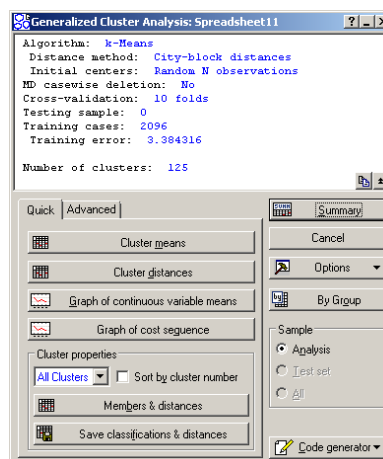 Generalized Cluster Analysis: Spreadsheet11
Algorithm: k-Means
Distance method: City-block distances
Initial centers: Random N observations
MD casewise deletion: No
Cross-validation: 10 folds
Testing sample: 0
Training cases: 2096
Training error: 3.384316
Number of clusters: 125
Quick
Advanced
Cluster means
Cluster distances
Graph of continuous variable means
Graph of cost sequence
Cluster properties
All Clusters
Sort by cluster number
Members & distances
Save classifications & distances
Summary
Cancel
Options
By Group
Sample
Analysis
Test set
All
Code generator